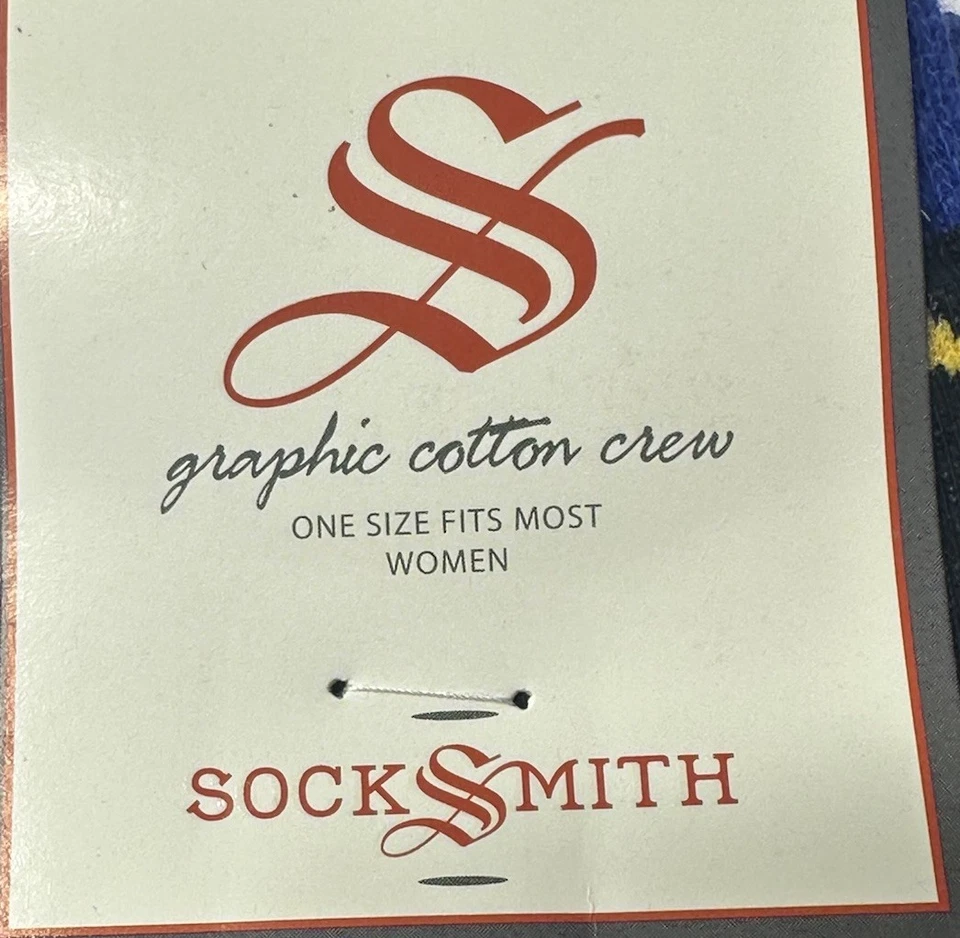 S
graphic cotton crew
ONE SIZE FITS MOST
WOMEN
SOCKSMITH